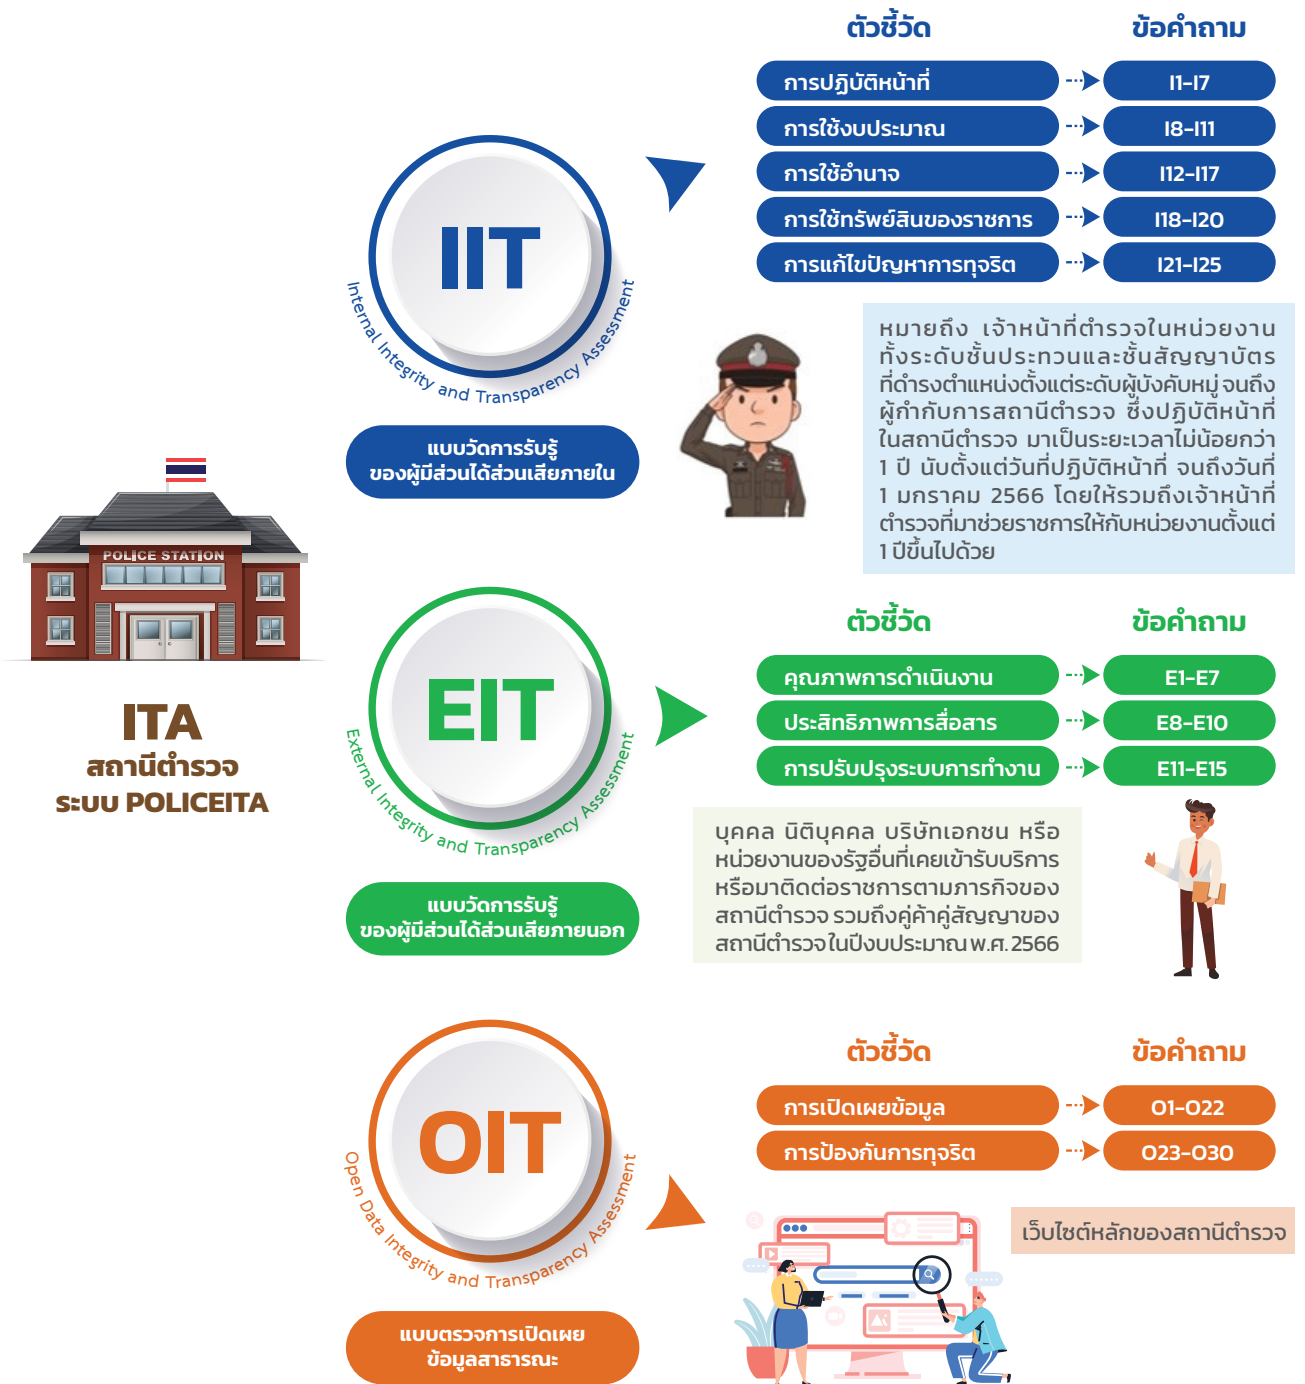 ตัวชี้วัด ข้อคำถาม
การปฏิบัติหน้าที่ I1-I7
การใช้งบประมาณ I8-I11
การใช้อำนาจ I12-I17
การใช้ทรัพย์สินของราชการ I18-I20
การแก้ไขปัญหาการทุจริต I21-I25
IIT
Internal Integrity and Transparency Assessment
แบบวัดการรับรู้
ของผู้มีส่วนได้ส่วนเสียภายใน
หมายถึง เจ้าหน้าที่ตำรวจในหน่วยงาน
ทั้งระดับชั้นประทวนและชั้นสัญญาบัตร
ที่ดำรงตำแหน่งตั้งแต่ระดับผู้บังคับหมู่ จนถึง
ผู้กำกับการสถานีตำรวจ ซึ่งปฏิบัติหน้าที่
ในสถานีตำรวจ มาเป็นระยะเวลาไม่น้อยกว่า
1 ปี นับตั้งแต่วันที่ปฏิบัติหน้าที่ จนถึงวันที่
1 มกราคม 2566 โดยให้รวมถึงเจ้าหน้าที่
ตำรวจที่มาช่วยราชการให้กับหน่วยงานตั้งแต่
1 ปีขึ้นไปด้วย
POLICE STATION
ITA
สถานีตำรวจ
ระบบ POLICEITA
ตัวชี้วัด ข้อคำถาม
คุณภาพการดำเนินงาน E1-E7
ประสิทธิภาพการสื่อสาร E8-E10
การปรับปรุงระบบการทำงาน E11-E15
EIT
External Integrity and Transparency Assessment
แบบวัดการรับรู้
ของผู้มีส่วนได้ส่วนเสียภายนอก
บุคคล นิติบุคคล บริษัทเอกชน หรือ
หน่วยงานของรัฐอื่นที่เคยเข้ารับบริการ
หรือมาติดต่อราชการตามภารกิจของ
สถานีตำรวจ รวมถึงคู่ค้าคู่สัญญาของ
สถานีตำรวจ ในปีงบประมาณ พ.ศ. 2566
ตัวชี้วัด ข้อคำถาม
การเปิดเผยข้อมูล O1-O22
การป้องกันการทุจริต O23-O30
OIT
Open Data Integrity and Transparency Assessment
แบบตรวจการเปิดเผย
ข้อมูลสาธารณะ
เว็บไซต์หลักของสถานีตำรวจ